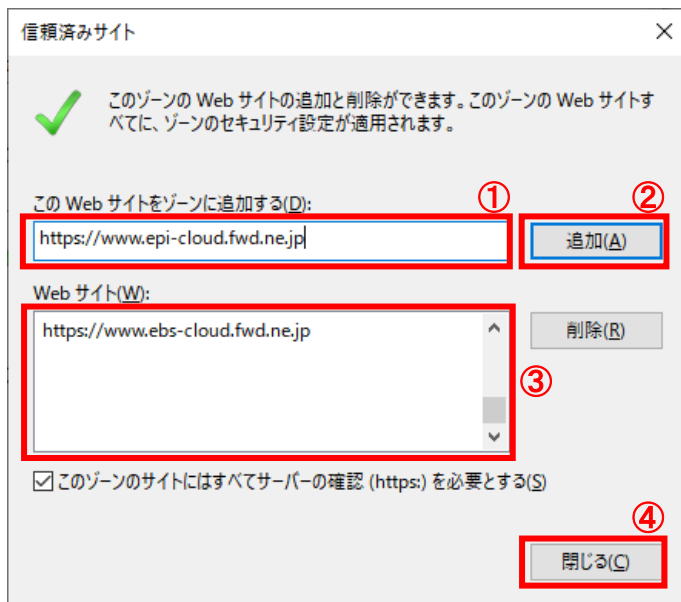 信頼済みサイト
このゾーンの Web サイトの追加と削除ができます。このゾーンの Web サイトす
べてに、ゾーンのセキュリティ設定が適用されます。
この Web サイトをゾーンに追加する(D):
①
②
https://www.epi-cloud.fwd.ne.jp
追加(A)
Web サイト(W):
https://www.ebs-cloud.fwd.ne.jp
削除(R)
③
このゾーンのサイトにはすべてサーバーの確認 (https:) を必要とする(S)
④
閉じる(C)